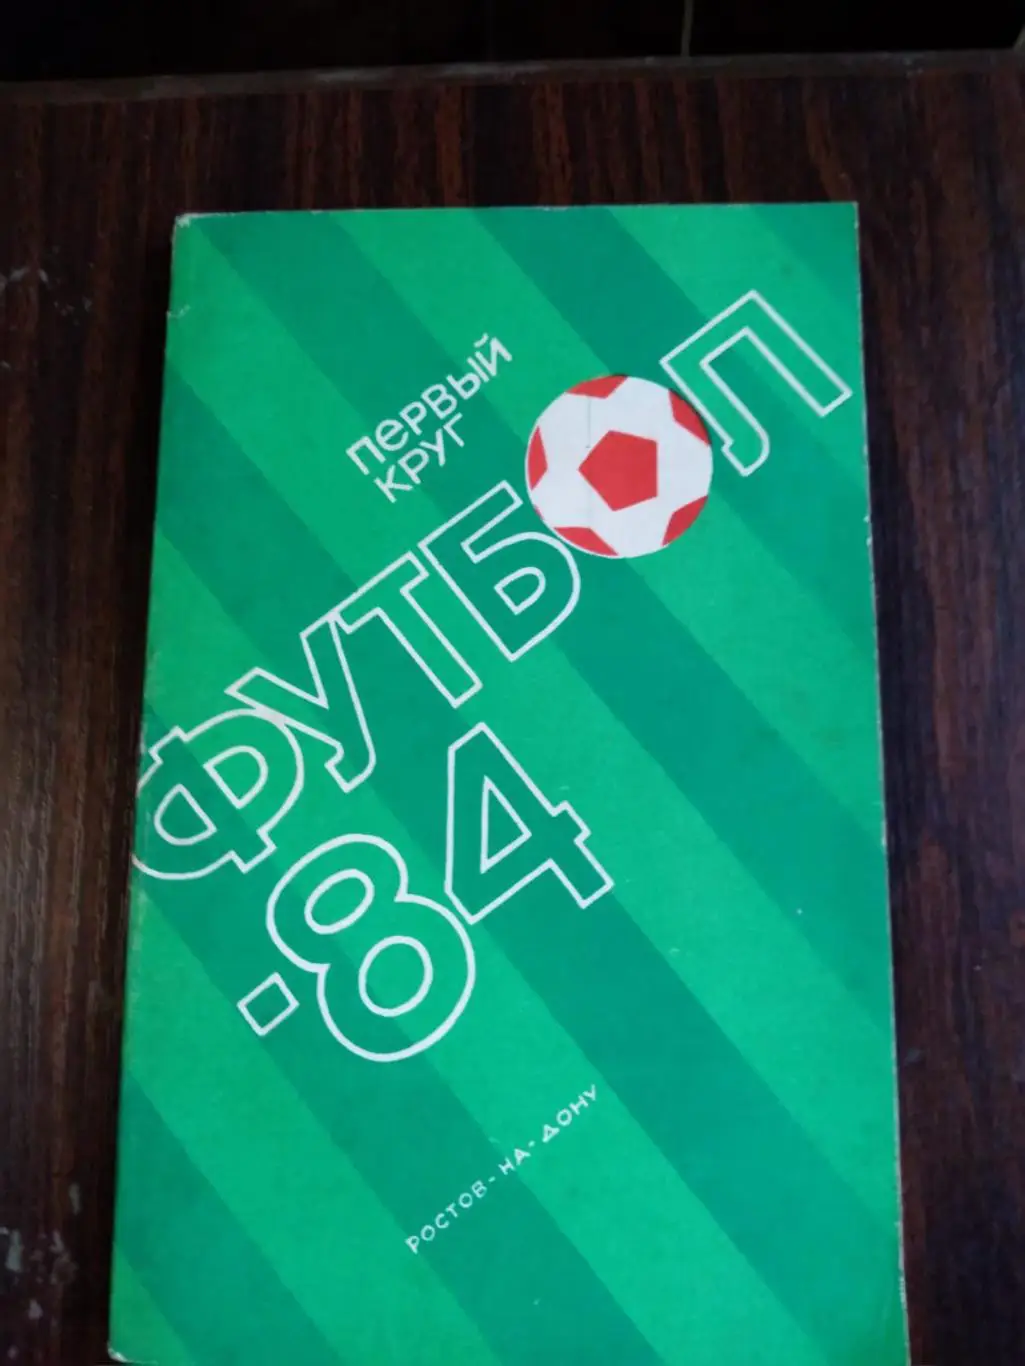 ПЕРВЫЙ
КРУГ
ФУТБОЛ
-84
РОСТОВ-НА-ДОНУ